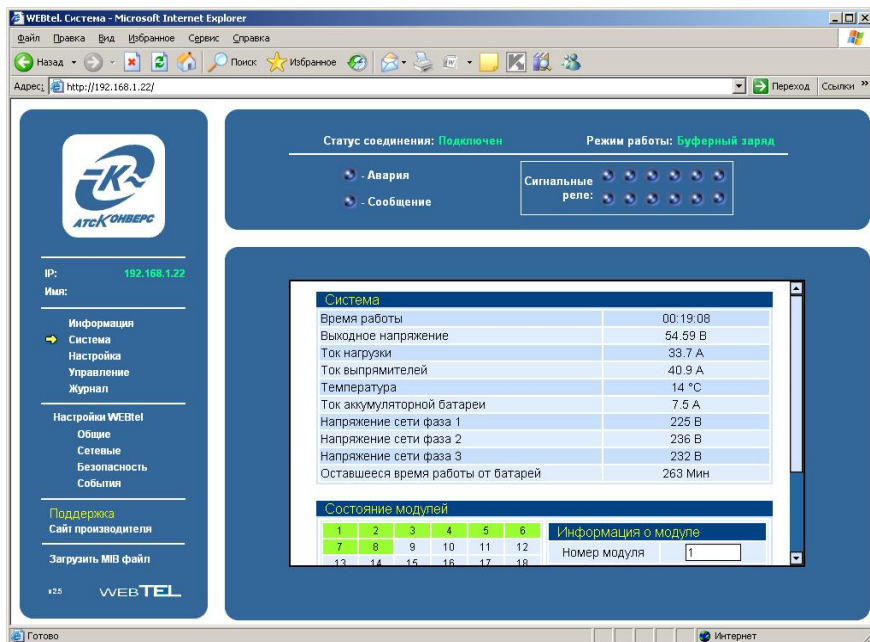 WEBtel. Система - Microsoft Internet Explorer
Файл Правка Вид Избранное Сервис Справка
Назад Поиск Избранное
Адрес: http://192.168.1.22/ Переход Ссылки »
АТС КОНВЕРС
IP: 192.168.1.22
Имя:
Информация
Система
Настройка
Управление
Журнал
Настройки WEBtel
Общие
Сетевые
Безопасность
События
Поддержка
Сайт производителя
Загрузить MIB файл
WEBTEL
Статус соединения: Подключен Режим работы: Буферный заряд
- Авария
- Сообщение
Сигнальные
реле:
Система
Время работы 00:19:08
Выходное напряжение 54.59 В
Ток нагрузки 33.7 А
Ток выпрямителей 40.9 А
Температура 14 °C
Ток аккумуляторной батареи 7.5 А
Напряжение сети фаза 1 225 В
Напряжение сети фаза 2 236 В
Напряжение сети фаза 3 232 В
Оставшееся время работы от батарей 263 Мин
Состояние модулей
1 2 3 4 5 6
7 8 9 10 11 12
13 14 15 16 17 18
Информация о модуле
Номер модуля 1
Готово Интернет